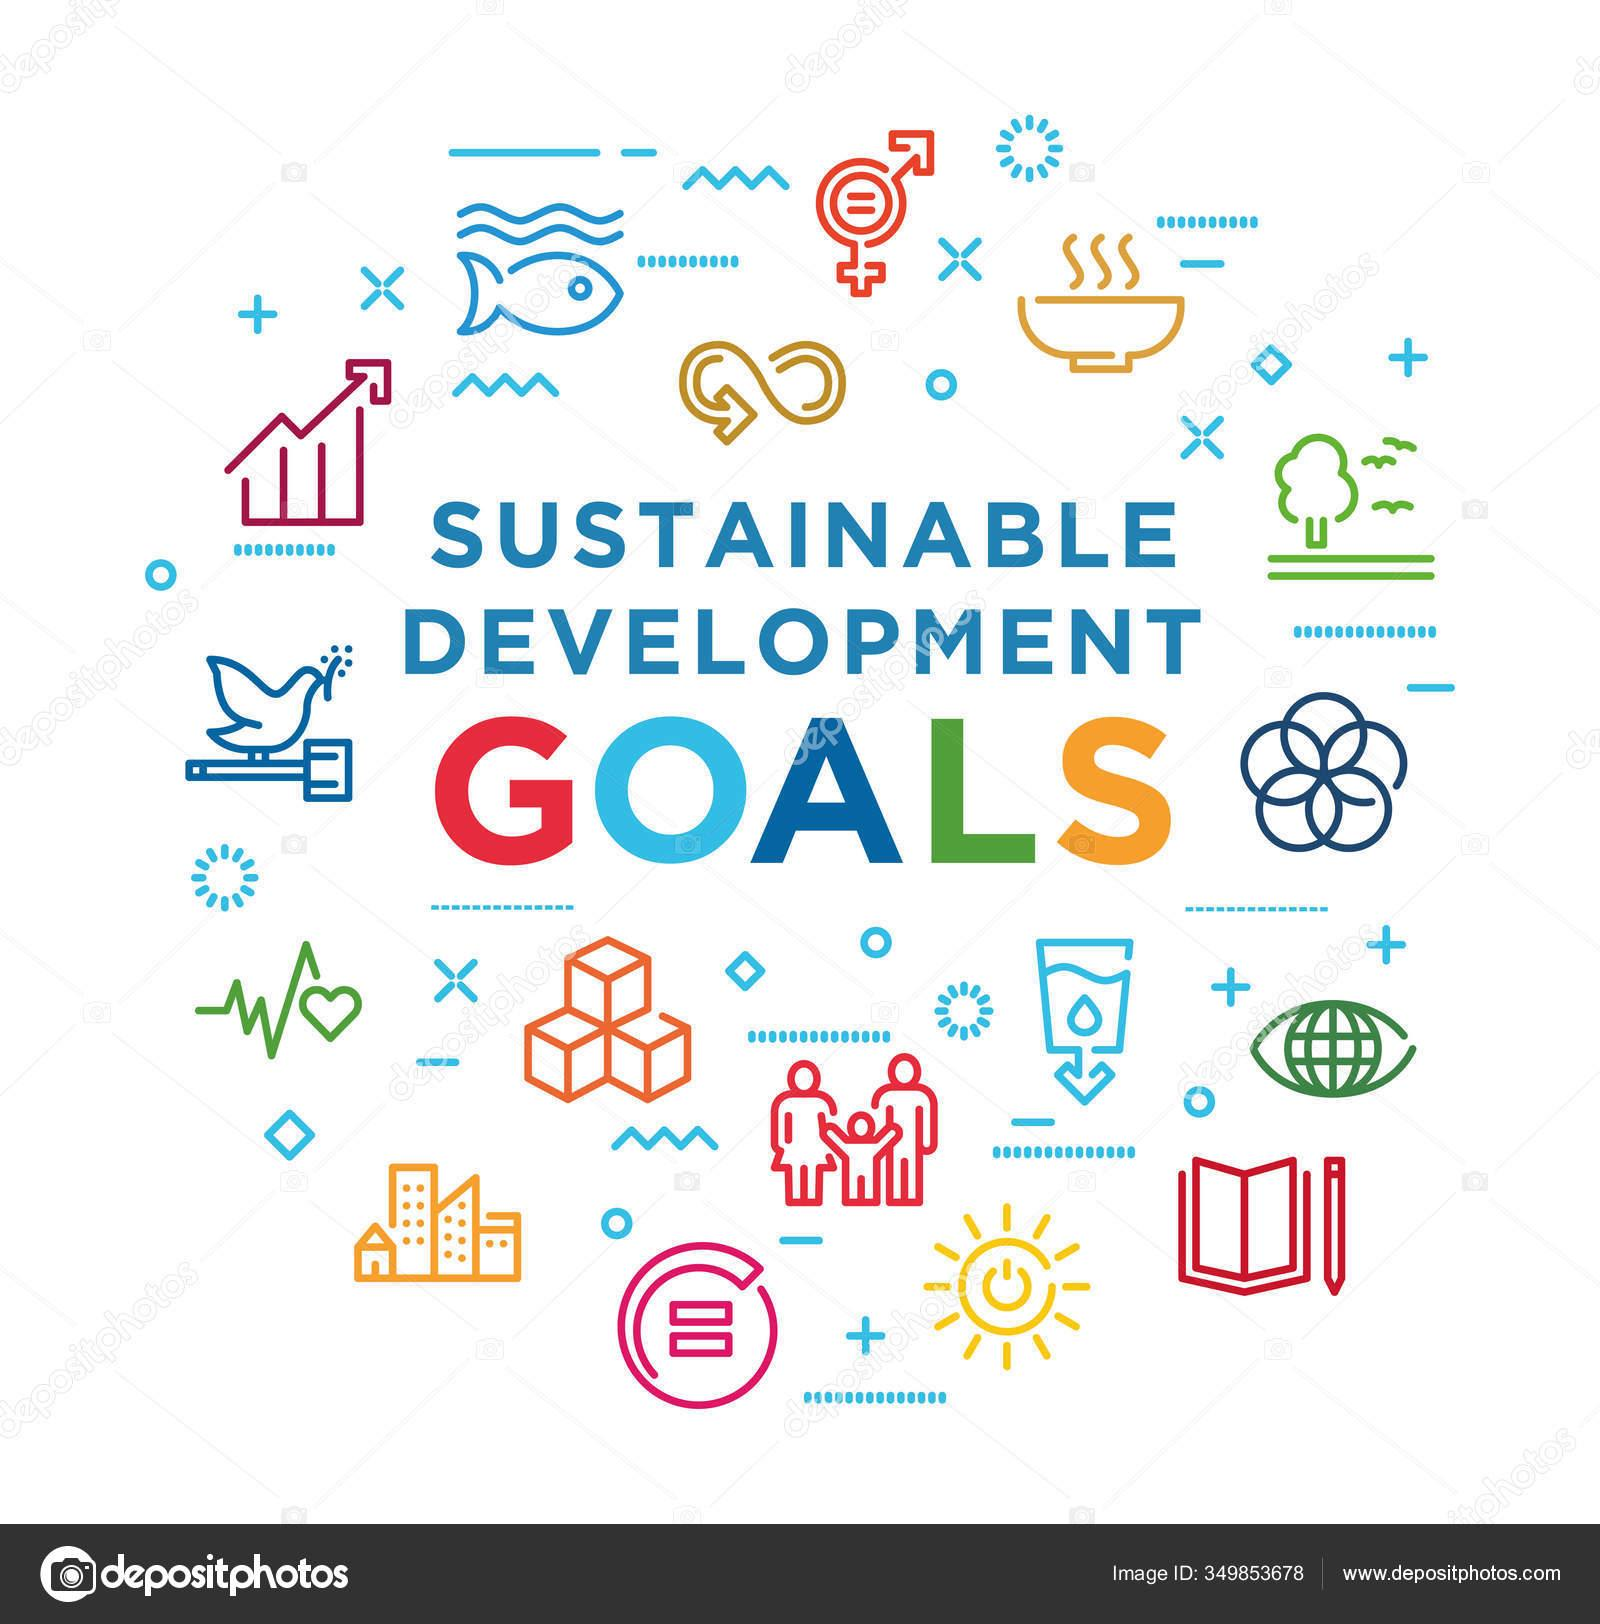 SUSTAINABLE
DEVELOPMENT
GOALS
depositphotos
Image ID: 349853678
www.depositphotos.com